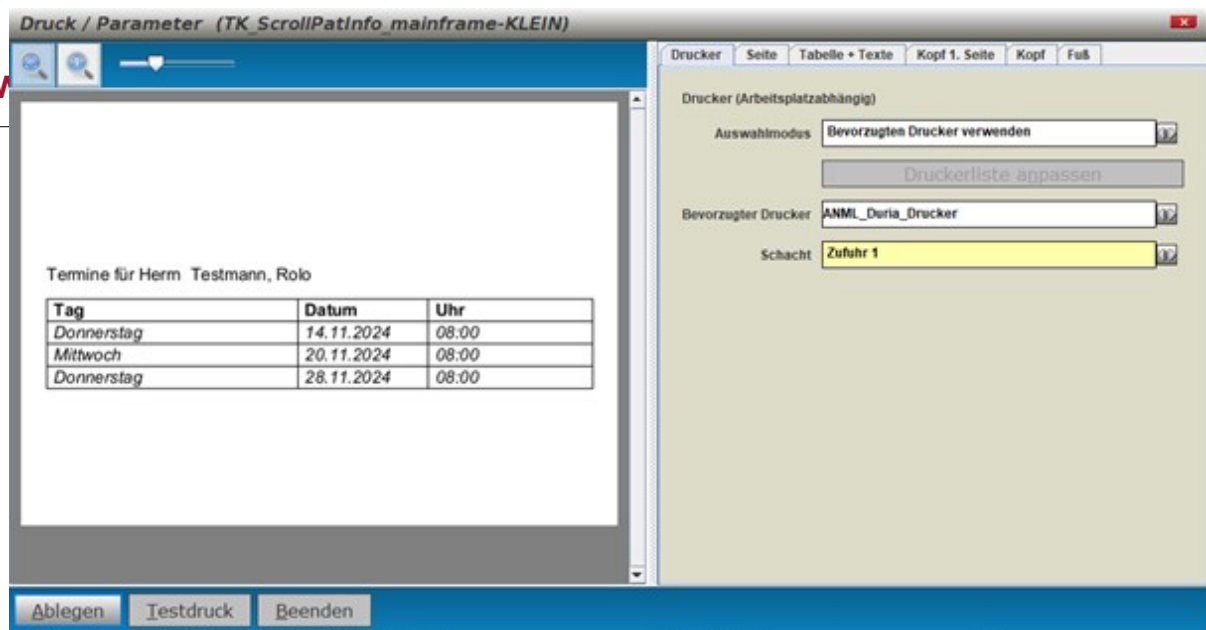 Druck / Parameter (TK_ScrollPatInfo_mainframe-KLEIN)
Drucker Seite Tabelle + Texte Kopf 1. Seite Kopf Fuß
Drucker (Arbeitsplatzabhängig)
Auswahlmodus Bevorzugten Drucker verwenden
Druckerliste anpassen
Bevorzugter Drucker ANML_Duria_Drucker
Schacht Zufuhr 1
Termine für Herrn Testmann, Rolo
Tag Datum Uhr
Donnerstag 14.11.2024 08:00
Mittwoch 20.11.2024 08:00
Donnerstag 28.11.2024 08:00
Ablegen Testdruck Beenden